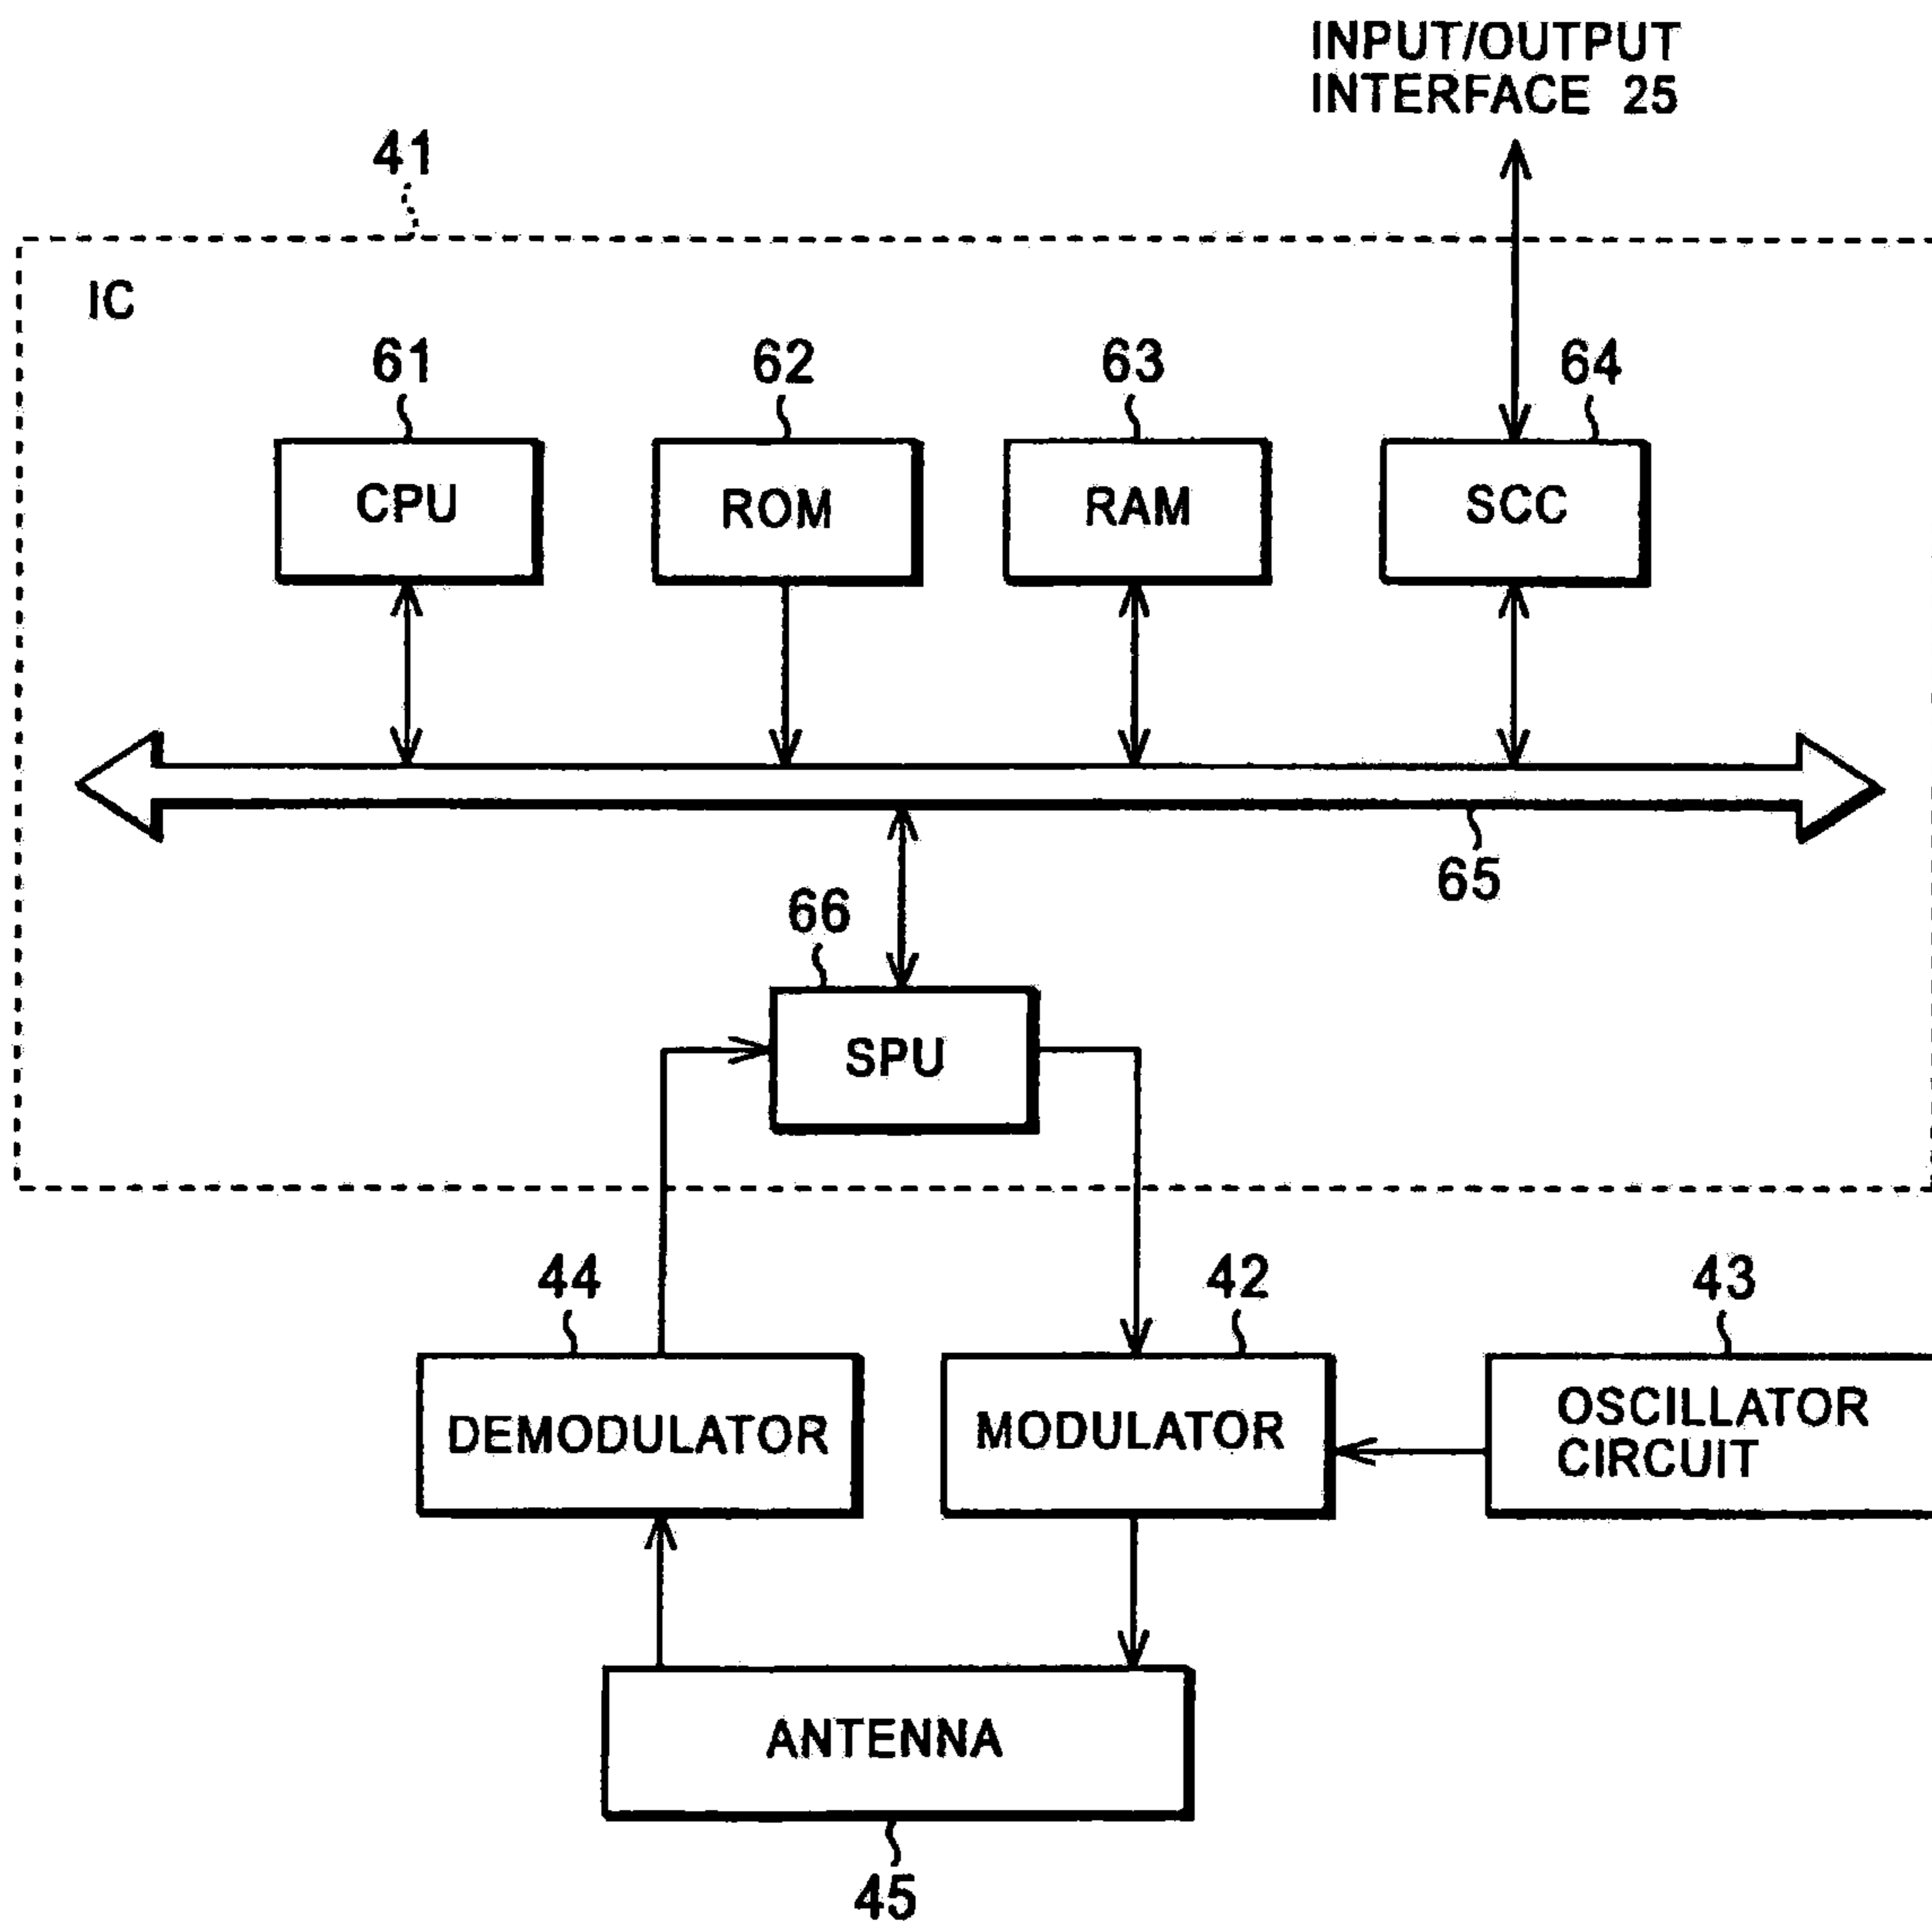 INPUT/OUTPUT
INTERFACE 25
41
IC
61
62
63
64
CPU
ROM
RAM
SCC
65
66
SPU
44
42
43
DEMODULATOR
MODULATOR
OSCILLATOR
CIRCUIT
ANTENNA
45